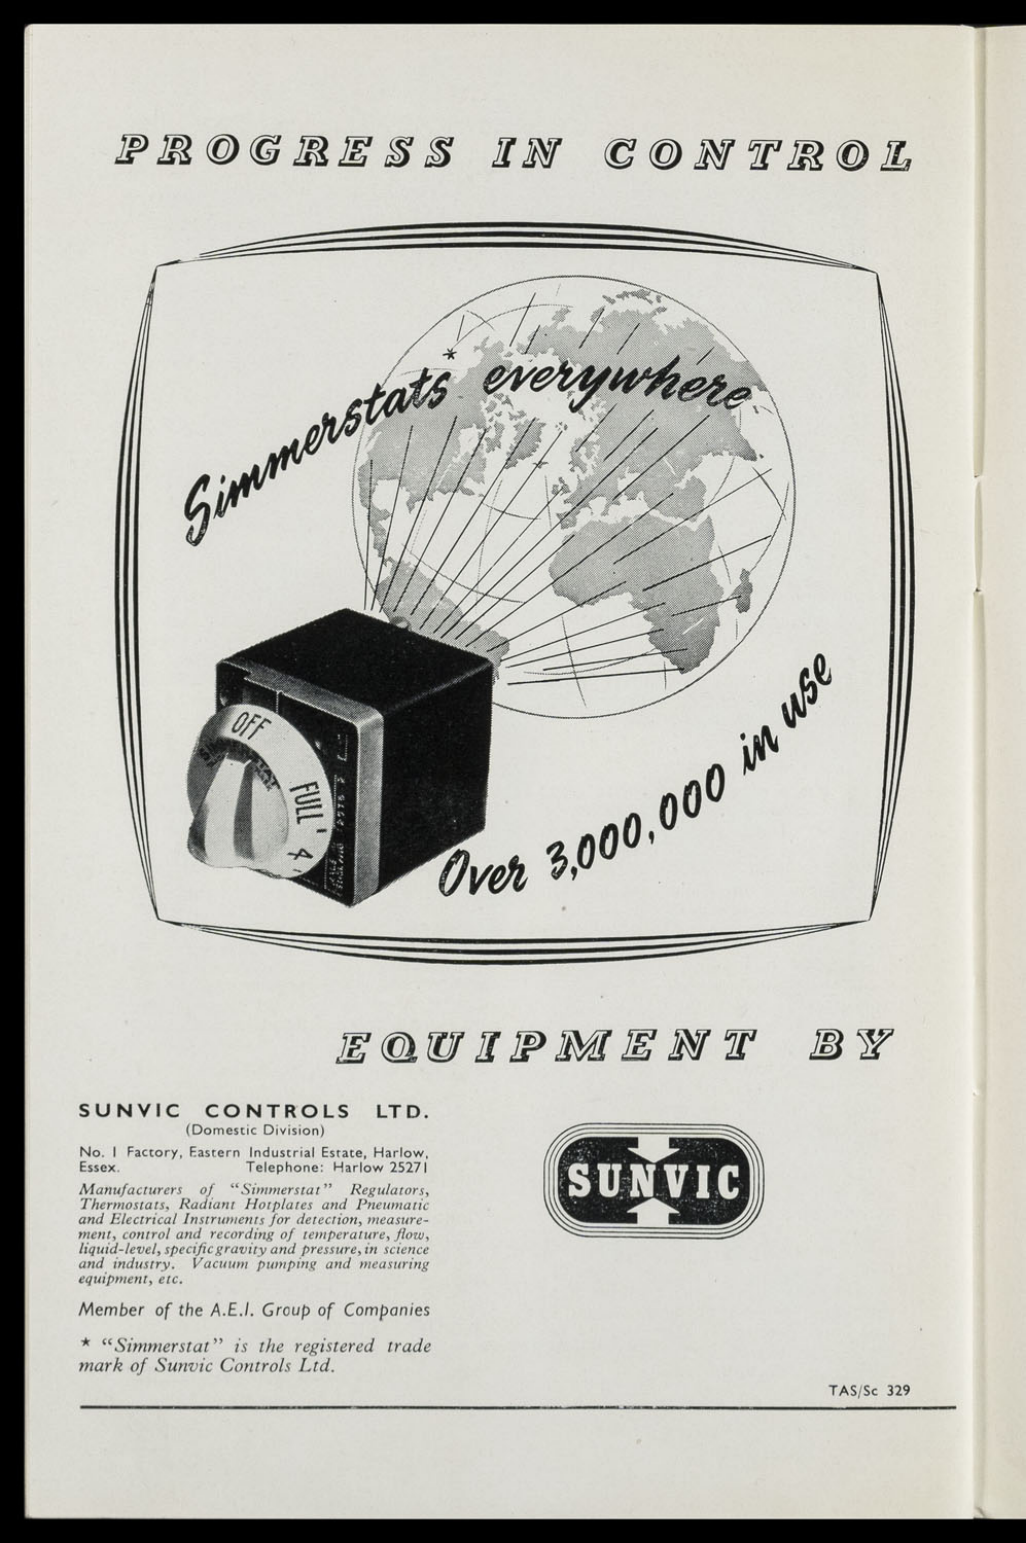 PROGRESS IN CONTROL
Simmerstats* everywhere
OFF
FULL
4
Over 3,000,000 in use
EQUIPMENT BY
SUNVIC CONTROLS LTD.
(Domestic Division)
No. 1 Factory, Eastern Industrial Estate, Harlow,
Essex. Telephone: Harlow 25271
Manufacturers of “Simmerstat” Regulators,
Thermostats, Radiant Hotplates and Pneumatic
and Electrical Instruments for detection, measure-
ment, control and recording of temperature, flow,
liquid-level, specific gravity and pressure, in science
and industry. Vacuum pumping and measuring
equipment, etc.
Member of the A.E.I. Group of Companies
* “Simmerstat” is the registered trade
mark of Sunvic Controls Ltd.
SUNVIC
TAS/Sc 329